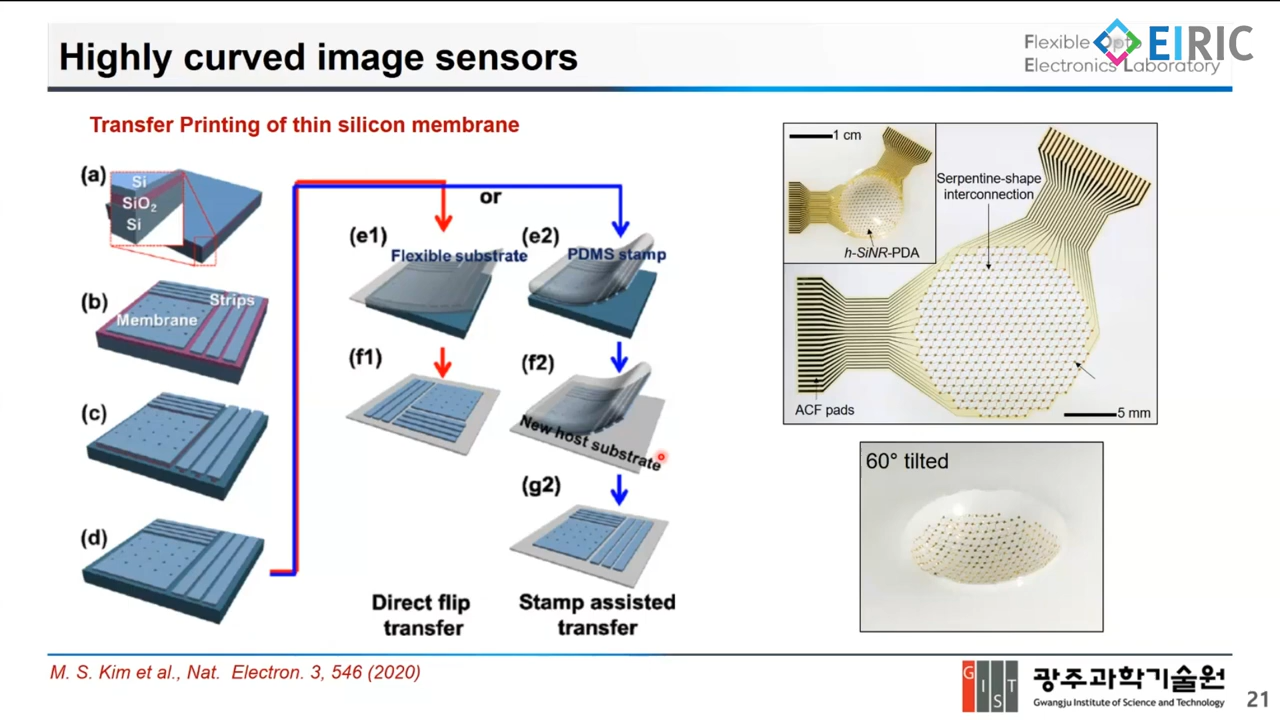 Highly curved image sensors
Flexible Opto
Electronics Laboratory
EIRIC
Transfer Printing of thin silicon membrane
(a)
Si
SiO₂
Si
(b)
Strips
Membrane
(c)
(d)
or
(e1)
Flexible substrate
(f1)
Direct flip
transfer
(e2)
PDMS stamp
(f2)
New host substrate
(g2)
Stamp assisted
transfer
1 cm
h-SiNR-PDA
Serpentine-shape
interconnection
ACF pads
5 mm
60° tilted
M. S. Kim et al., Nat. Electron. 3, 546 (2020)
GIST
광주과학기술원
Gwangju Institute of Science and Technology
21